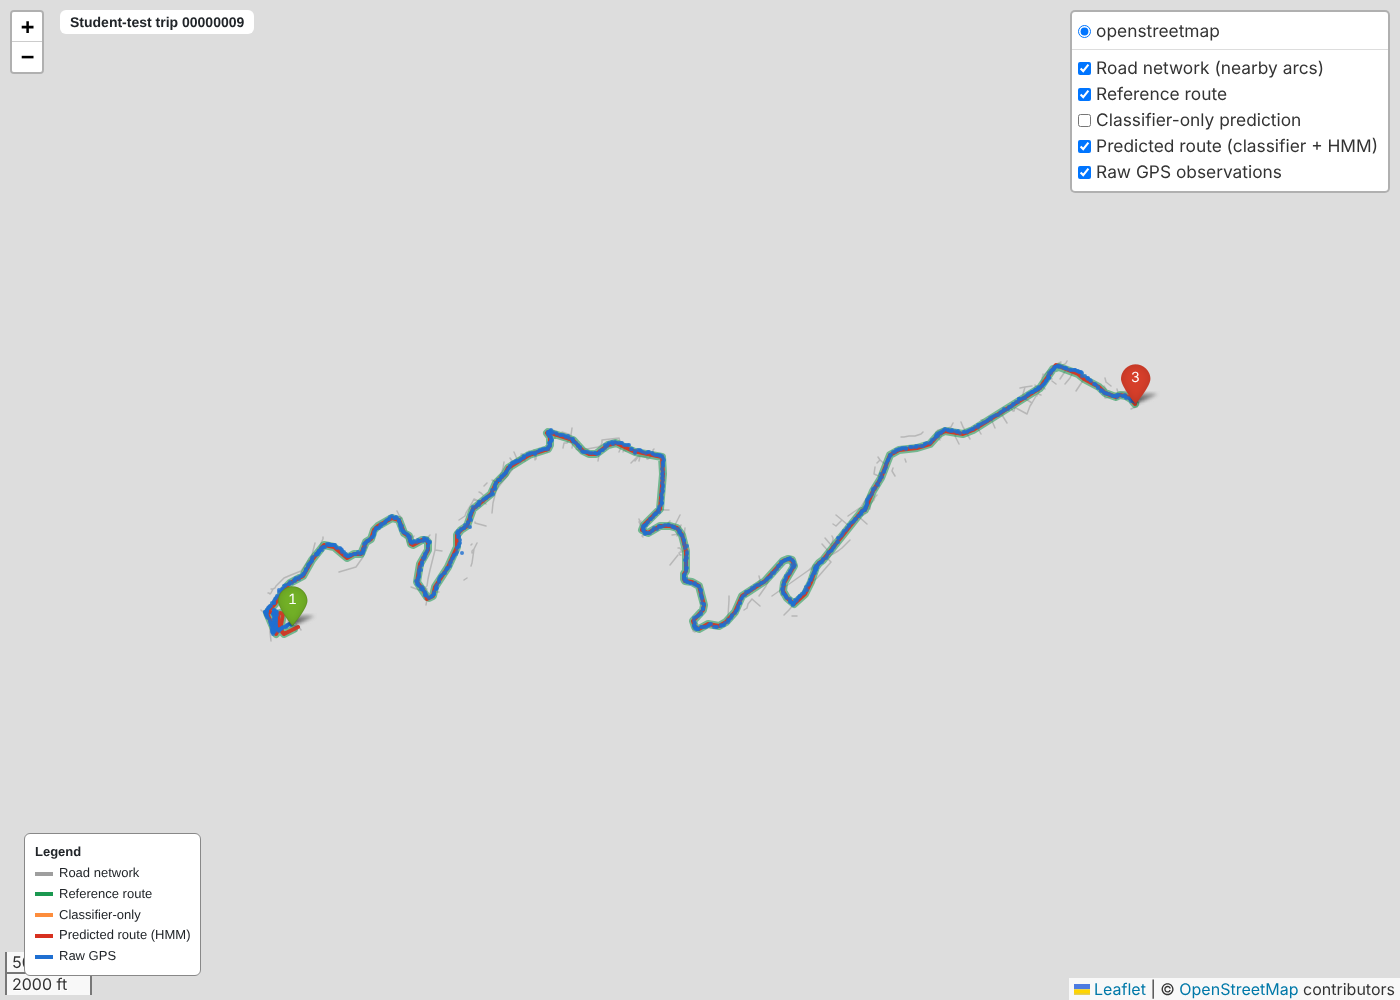 +
−
Student-test trip 00000009
openstreetmap
Road network (nearby arcs)
Reference route
Classifier-only prediction
Predicted route (classifier + HMM)
Raw GPS observations
3
1
Legend
Road network
Reference route
Classifier-only
Predicted route (HMM)
Raw GPS
2000 ft
Leaflet | © OpenStreetMap contributors